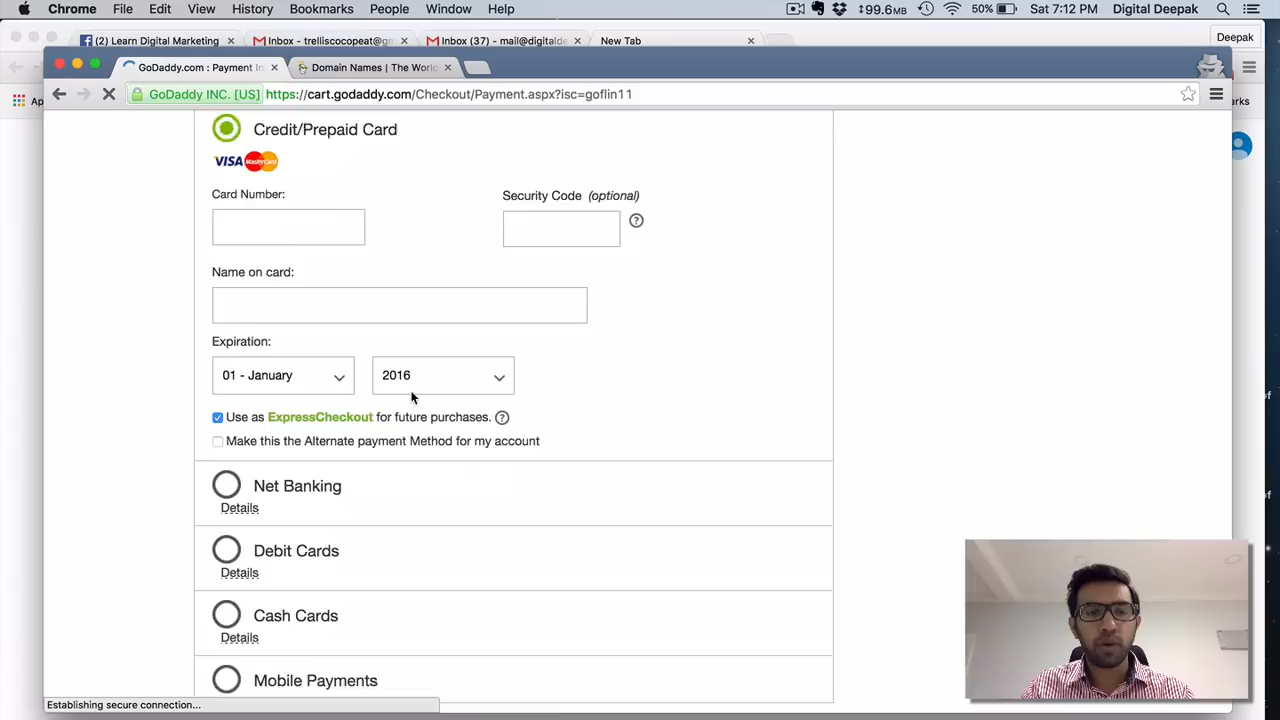 Chrome File Edit View History Bookmarks People Window Help 99.6MB 50% Sat 7:12 PM Digital Deepak
(2) Learn Digital Marketing Inbox - trelliscocopeat@gm Inbox (37) - mail@digitalde New Tab Deepak
GoDaddy.com : Payment In Domain Names | The World
GoDaddy INC. [US] https://cart.godaddy.com/Checkout/Payment.aspx?isc=goflin11
Credit/Prepaid Card
VISA MasterCard
Card Number: Security Code (optional)
?
Name on card:
Expiration:
01 - January 2016
Use as ExpressCheckout for future purchases. ?
Make this the Alternate payment Method for my account
Net Banking
Details
Debit Cards
Details
Cash Cards
Details
Mobile Payments
Establishing secure connection...